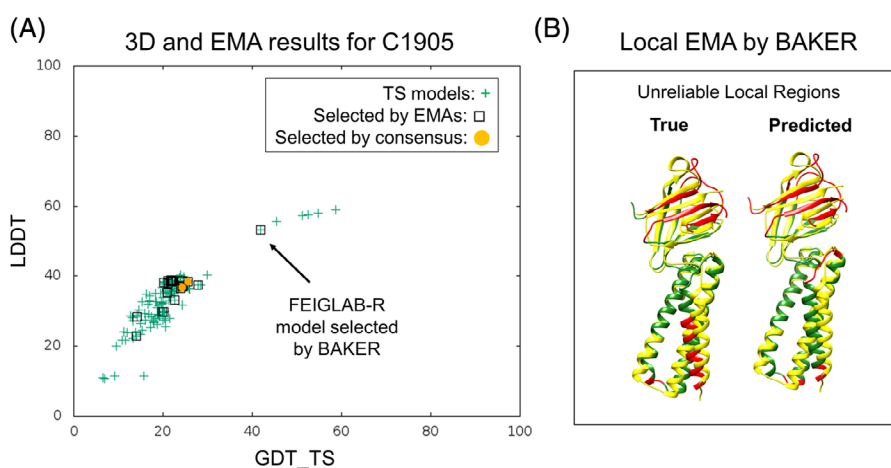 (A)
3D and EMA results for C1905
100
80
60
40
20
0
0 20 40 60 80 100
LDDT
GDT_TS
TS models:
Selected by EMAs:
Selected by consensus:
FEIGLAB-R
model selected
by BAKER
(B)
Local EMA by BAKER
Unreliable Local Regions
True Predicted